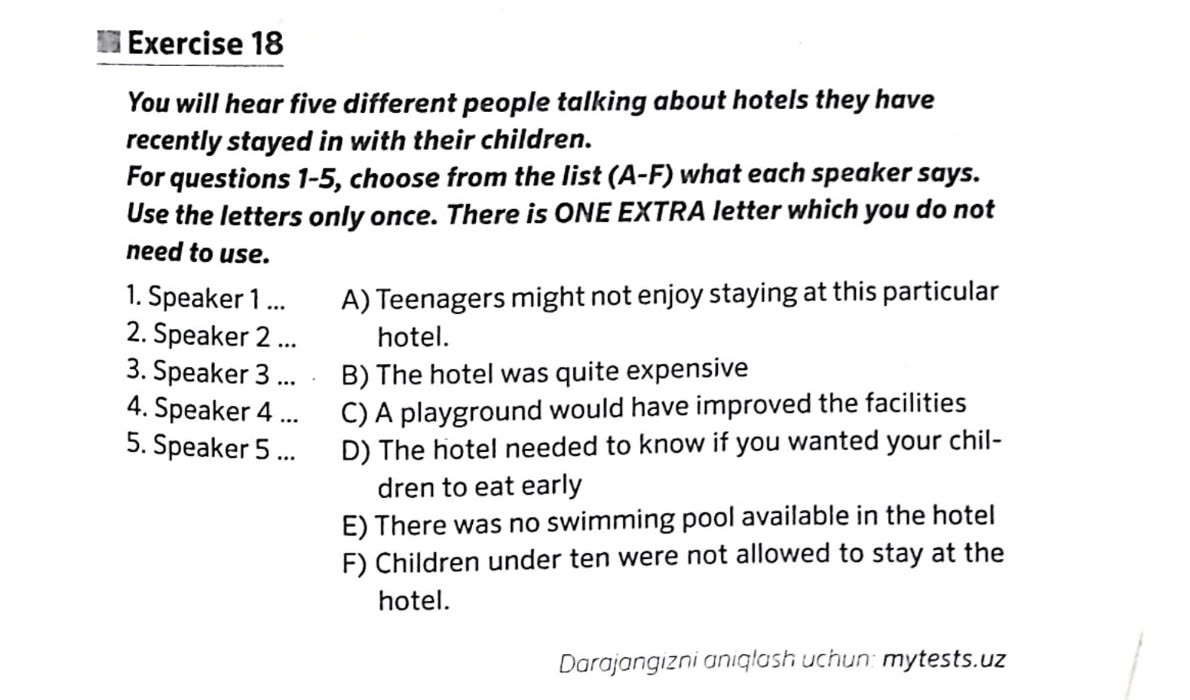 Exercise 18
You will hear five different people talking about hotels they have
recently stayed in with their children.
For questions 1-5, choose from the list (A-F) what each speaker says.
Use the letters only once. There is ONE EXTRA letter which you do not
need to use.
1. Speaker 1 ...
2. Speaker 2 ...
3. Speaker 3 ...
4. Speaker 4 ...
5. Speaker 5 ...
A) Teenagers might not enjoy staying at this particular
hotel.
B) The hotel was quite expensive
C) A playground would have improved the facilities
D) The hotel needed to know if you wanted your chil-
dren to eat early
E) There was no swimming pool available in the hotel
F) Children under ten were not allowed to stay at the
hotel.
Darajangizni aniqlash uchun: mytests.uz